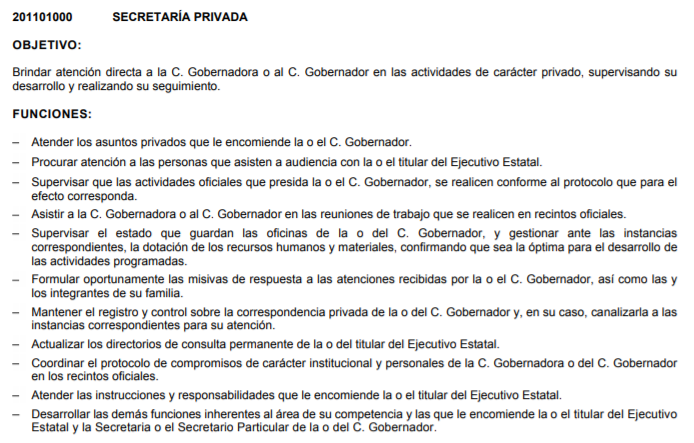 201101000 SECRETARÍA PRIVADA
OBJETIVO:
Brindar atención directa a la C. Gobernadora o al C. Gobernador en las actividades de carácter privado, supervisando su
desarrollo y realizando su seguimiento.
FUNCIONES:
– Atender los asuntos privados que le encomiende la o el C. Gobernador.
– Procurar atención a las personas que asisten a audiencia con la o el titular del Ejecutivo Estatal.
– Supervisar que las actividades oficiales que presida la o el C. Gobernador, se realicen conforme al protocolo que para el
efecto corresponda.
– Asistir a la C. Gobernadora o al C. Gobernador en las reuniones de trabajo que se realicen en recintos oficiales.
– Supervisar el estado que guardan las oficinas de la o del C. Gobernador, y gestionar ante las instancias
correspondientes, la dotación de los recursos humanos y materiales, confirmando que sea la óptima para el desarrollo de
las actividades programadas.
– Formular oportunamente las misivas de respuesta a las atenciones recibidas por la o el C. Gobernador, así como las y
los integrantes de su familia.
– Mantener el registro y control sobre la correspondencia privada de la o del C. Gobernador y, en su caso, canalizarla a las
instancias correspondientes para su atención.
– Actualizar los directorios de consulta permanente de la o del titular del Ejecutivo Estatal.
– Coordinar el protocolo de compromisos de carácter institucional y personales de la C. Gobernadora o del C. Gobernador
en los recintos oficiales.
– Atender las instrucciones y responsabilidades que le encomiende la o el titular del Ejecutivo Estatal.
– Desarrollar las demás funciones inherentes al área de su competencia y las que le encomiende la o el titular del Ejecutivo
Estatal y la Secretaria o el Secretario Particular de la o del C. Gobernador.